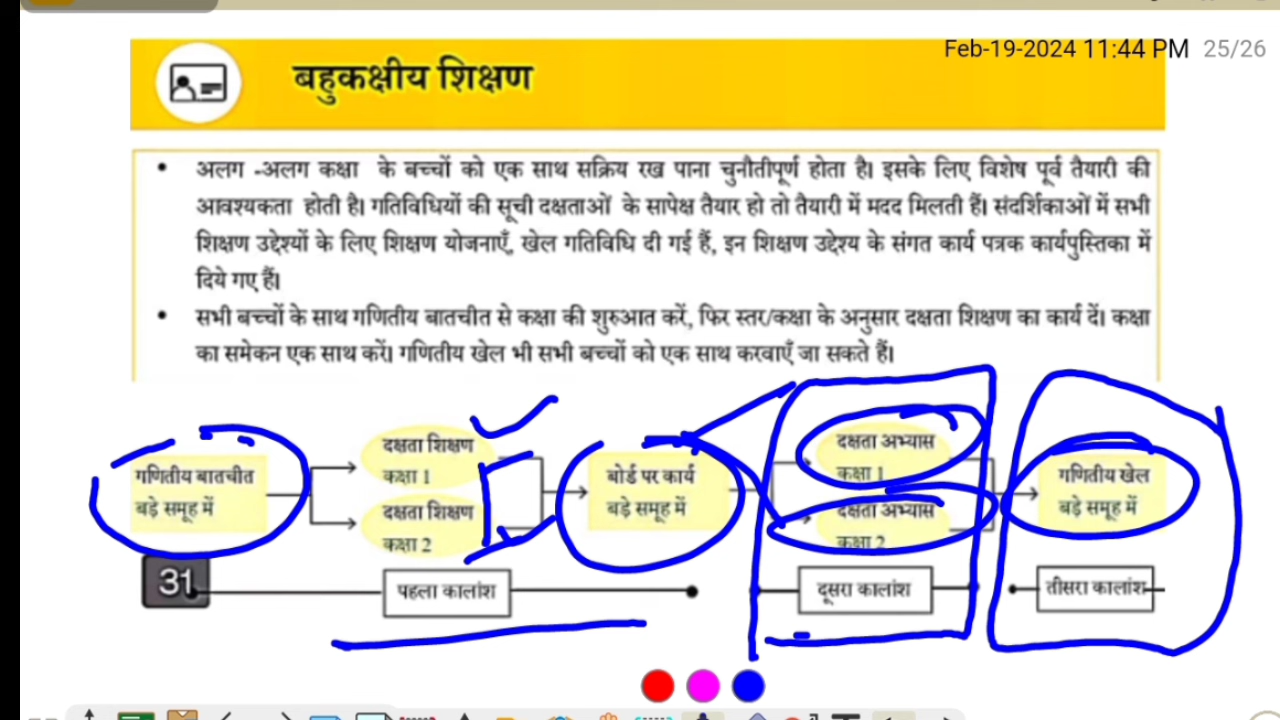 Feb-19-2024 11:44 PM 25/26
बहुकक्षीय शिक्षण
• अलग -अलग कक्षा के बच्चों को एक साथ सक्रिय रख पाना चुनौतीपूर्ण होता है। इसके लिए विशेष पूर्व तैयारी की
आवश्यकता होती है। गतिविधियों की सूची दक्षताओं के सापेक्ष तैयार हो तो तैयारी में मदद मिलती हैं। संदर्शिकाओं में सभी
शिक्षण उद्देश्यों के लिए शिक्षण योजनाएँ, खेल गतिविधि दी गई हैं, इन शिक्षण उद्देश्य के संगत कार्य पत्रक कार्यपुस्तिका में
दिये गए हैं।
• सभी बच्चों के साथ गणितीय बातचीत से कक्षा की शुरुआत करें, फिर स्तर/कक्षा के अनुसार दक्षता शिक्षण का कार्य दें। कक्षा
का समेकन एक साथ करें। गणितीय खेल भी सभी बच्चों को एक साथ करवाएँ जा सकते हैं।
गणितीय बातचीत
बड़े समूह में
दक्षता शिक्षण
कक्षा 1
दक्षता शिक्षण
कक्षा 2
बोर्ड पर कार्य
बड़े समूह में
दक्षता अभ्यास
कक्षा 1
दक्षता अभ्यास
कक्षा 2
गणितीय खेल
बड़े समूह में
31
पहला कालांश
दूसरा कालांश
तीसरा कालांश